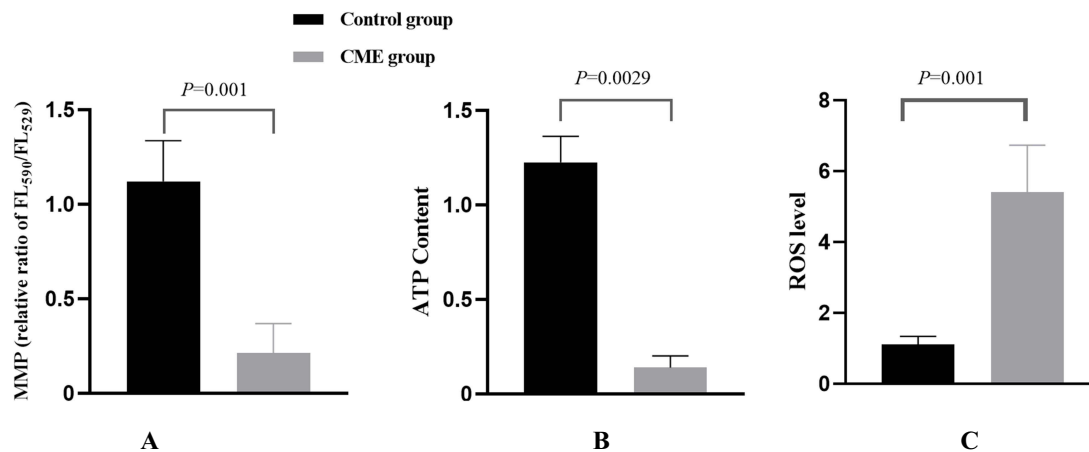 Control group
CME group
P=0.001
MMP (relative ratio of FL590/FL529)
1.5
1.0
0.5
0
A
P=0.0029
ATP Content
1.5
1.0
0.5
0
B
P=0.001
ROS level
8
6
4
2
0
C